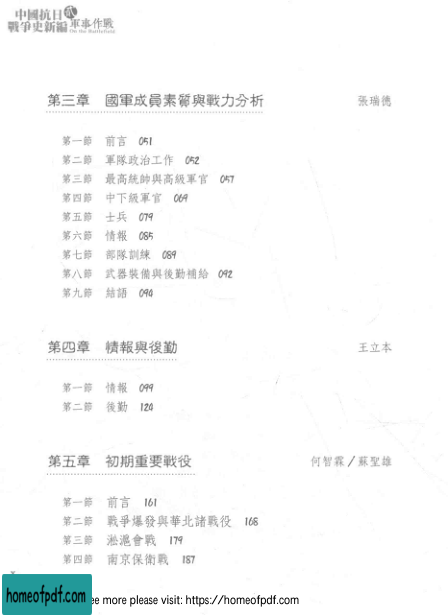 中國抗日 貳
戰爭史新編 軍事作戰
On the Battlefield
第三章 國軍成員素質與戰力分析 張瑞德
第一節 前言 051
第二節 軍隊政治工作 052
第三節 最高統帥與高級軍官 057
第四節 中下級軍官 069
第五節 士兵 079
第六節 情報 085
第七節 部隊訓練 089
第八節 武器裝備與後勤補給 092
第九節 結語 094
第四章 情報與後勤 王立本
第一節 情報 099
第二節 後勤 120
第五章 初期重要戰役 何智霖／蘇聖雄
第一節 前言 161
第二節 戰爭爆發與華北諸戰役 168
第三節 淞滬會戰 179
第四節 南京保衛戰 187
homeofpdf.com
ee more please visit: https://homeofpdf.com